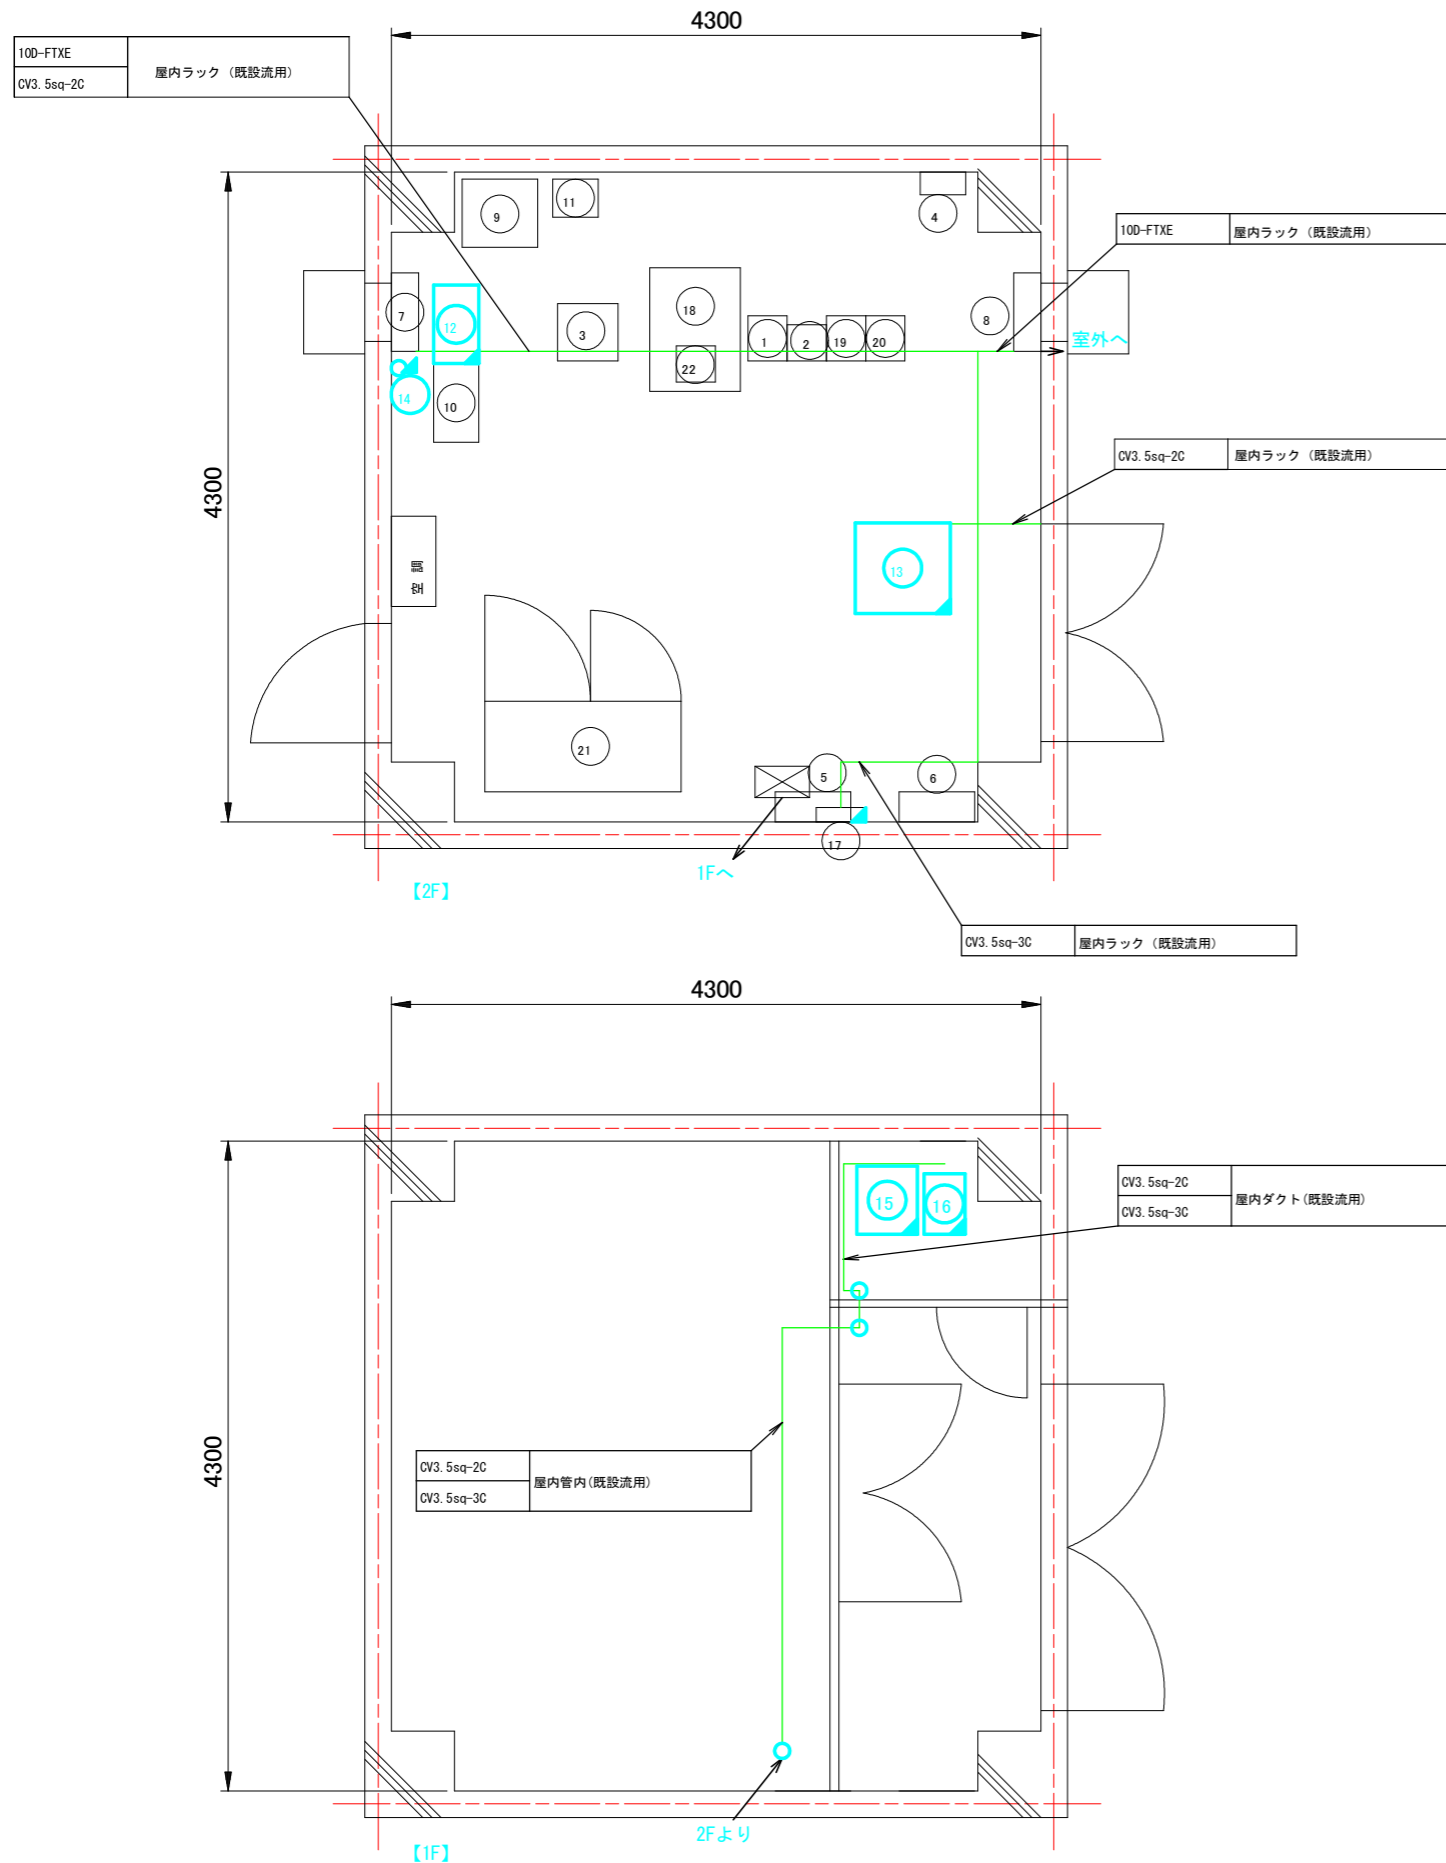 4300
10D-FTXE
屋内ラック（既設流用）
CV3.5sq-2C
9
11
4
10D-FTXE
屋内ラック（既設流用）
7
12
3
18
1
2
19
20
8
室外へ
22
14
10
CV3.5sq-2C
屋内ラック（既設流用）
4300
空調
13
21
5
6
17
1Fへ
【2F】
CV3.5sq-3C
屋内ラック（既設流用）
4300
15
16
CV3.5sq-2C
屋内ダクト(既設流用)
CV3.5sq-3C
4300
CV3.5sq-2C
屋内管内(既設流用)
CV3.5sq-3C
2Fより
【1F】